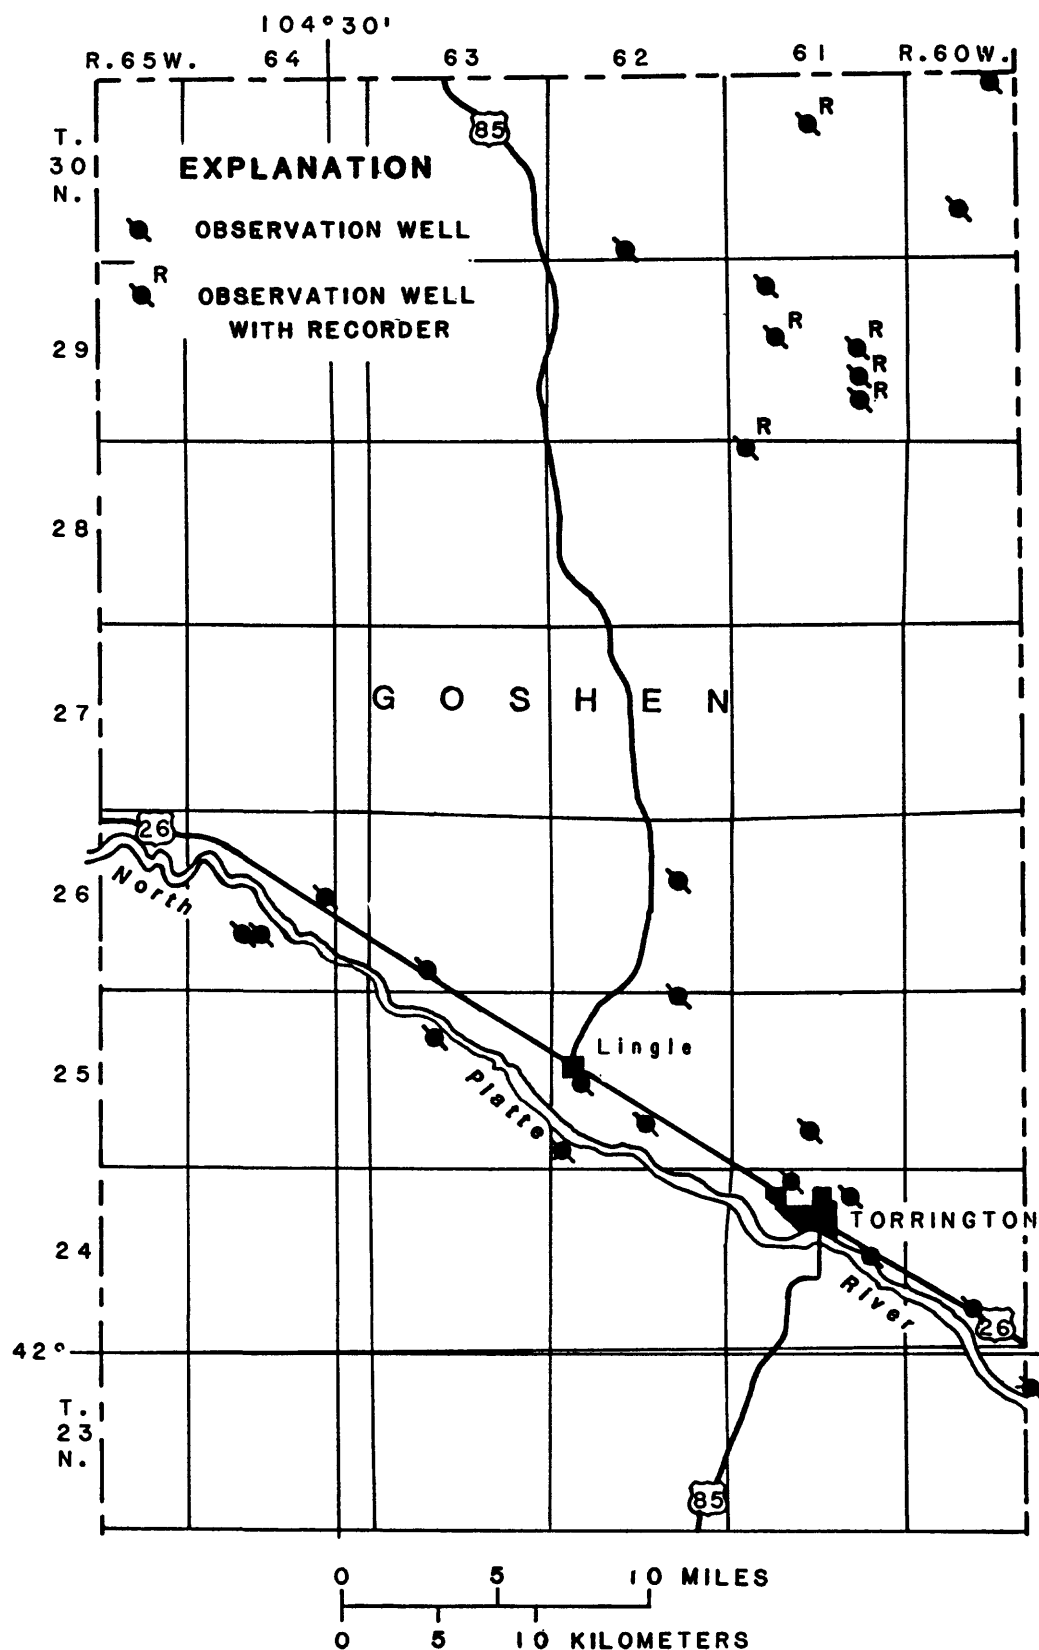 104°30'
R.65W. 64 63 62 61 R.60W.
85
R
T.
30
N.
EXPLANATION
OBSERVATION WELL
R
OBSERVATION WELL
WITH RECORDER
29
R
R
R
R
R
28
GOSHEN
27
26
North
26
Lingle
25
Platte
TORRINGTON
24
River
26
42°
T.
23
N.
85
0 5 10 MILES
0 5 10 KILOMETERS